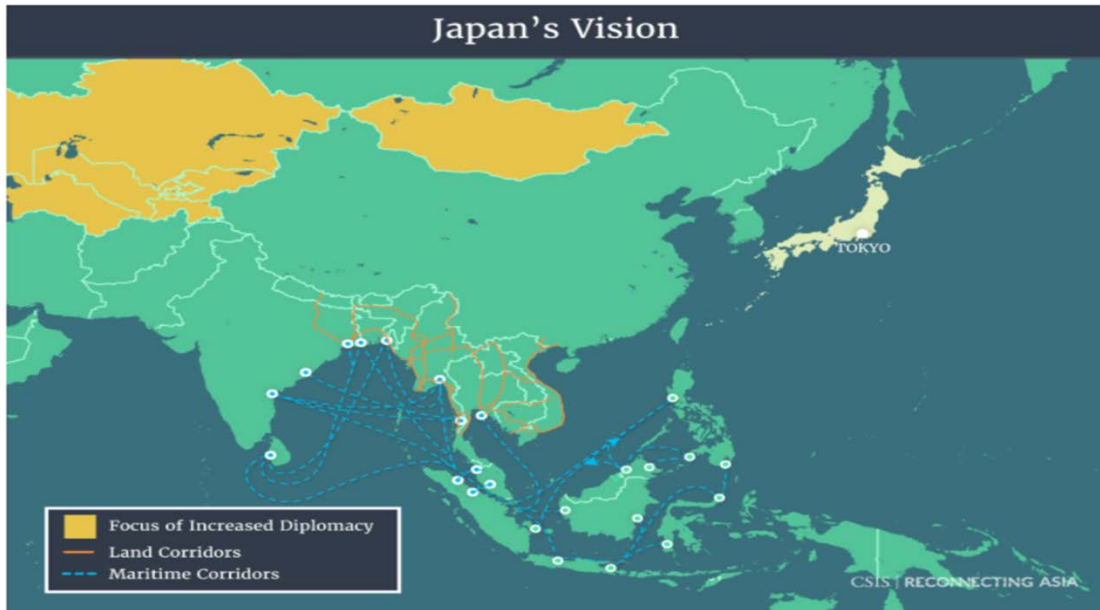 Japan's Vision
TOKYO
Focus of Increased Diplomacy
Land Corridors
Maritime Corridors
CSIS | RECONNECTING ASIA